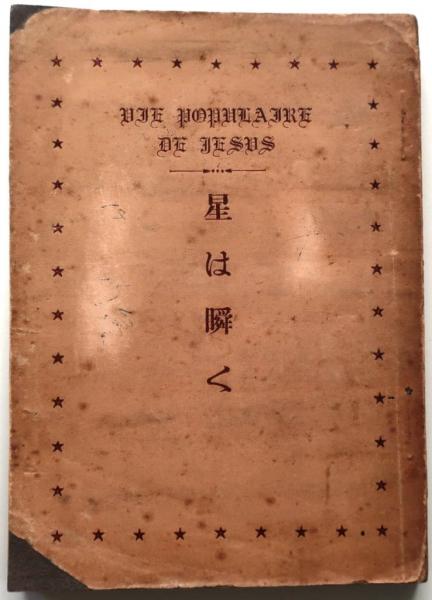 VIE POPULAIRE
DE JESUS
星は瞬く